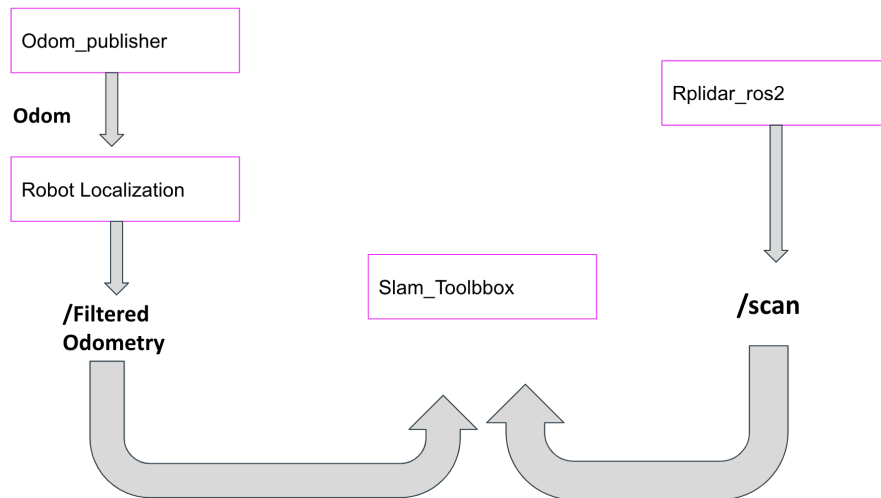 Odom_publisher
Rplidar_ros2
Odom
Robot Localization
Slam_Toolbbox
/Filtered
Odometry
/scan